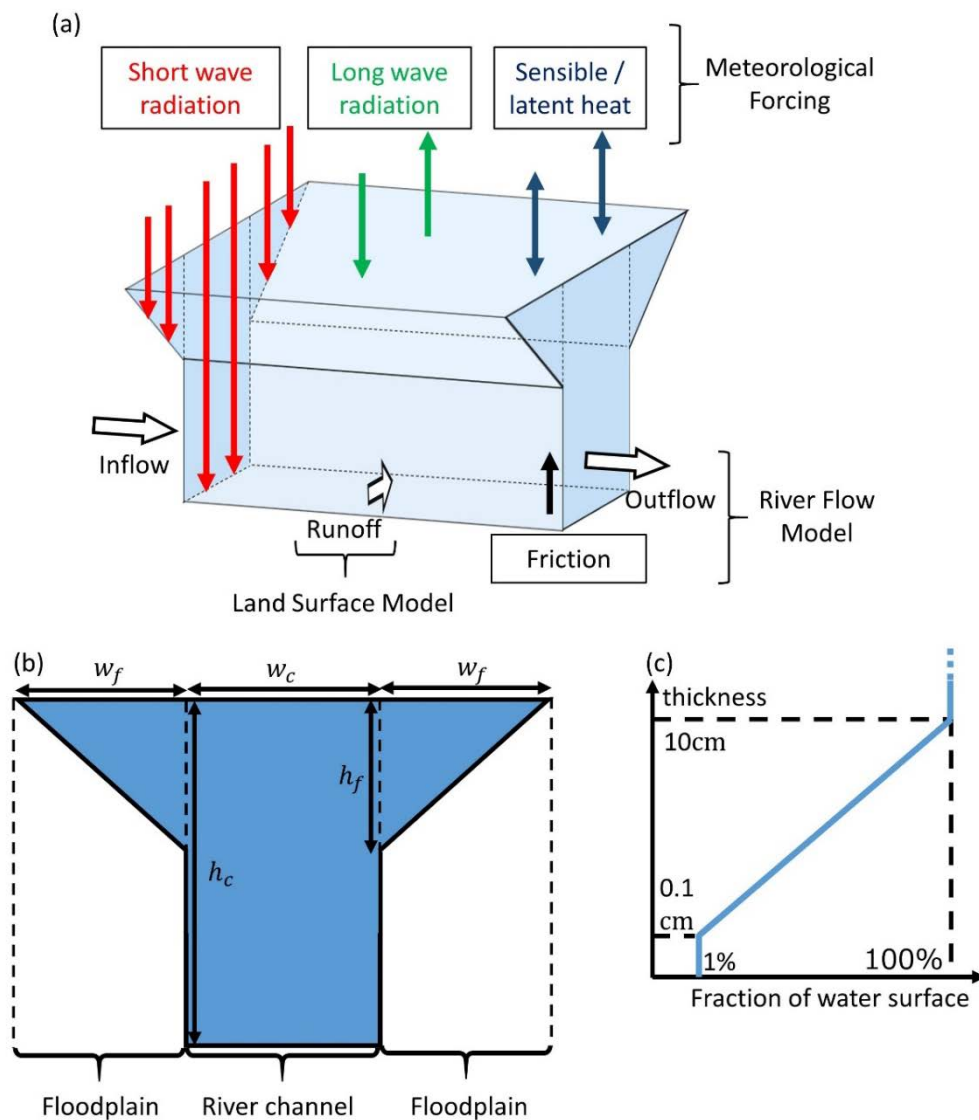 (a)
Short wave
radiation
Long wave
radiation
Sensible /
latent heat
Meteorological
Forcing
Inflow
Runoff
Land Surface Model
Friction
Outflow
River Flow
Model
(b)
w_f
w_c
w_f
h_f
h_c
Floodplain
River channel
Floodplain
(c)
thickness
10cm
0.1
cm
1%
100%
Fraction of water surface